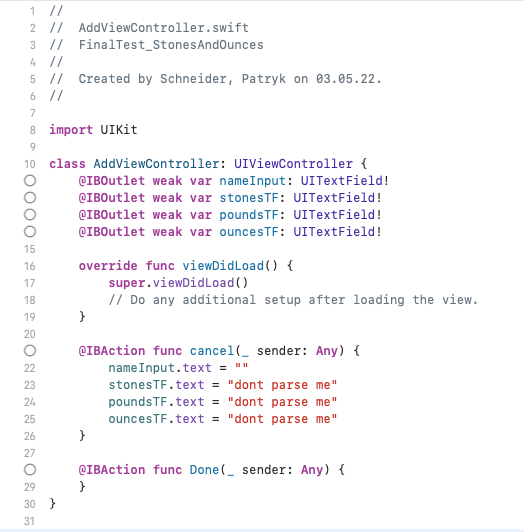 1 //
2 //  AddViewController.swift
3 //  FinalTest_StonesAndOunces
4 //
5 //  Created by Schneider, Patryk on 03.05.22.
6 //
7
8 import UIKit
9
10 class AddViewController: UIViewController {
@IBOutlet weak var nameInput: UITextField!
@IBOutlet weak var stonesTF: UITextField!
@IBOutlet weak var poundsTF: UITextField!
@IBOutlet weak var ouncesTF: UITextField!
15
16     override func viewDidLoad() {
17         super.viewDidLoad()
18         // Do any additional setup after loading the view.
19     }
20
@IBAction func cancel(_ sender: Any) {
22         nameInput.text = ""
23         stonesTF.text = "dont parse me"
24         poundsTF.text = "dont parse me"
25         ouncesTF.text = "dont parse me"
26     }
27
@IBAction func Done(_ sender: Any) {
29     }
30 }
31